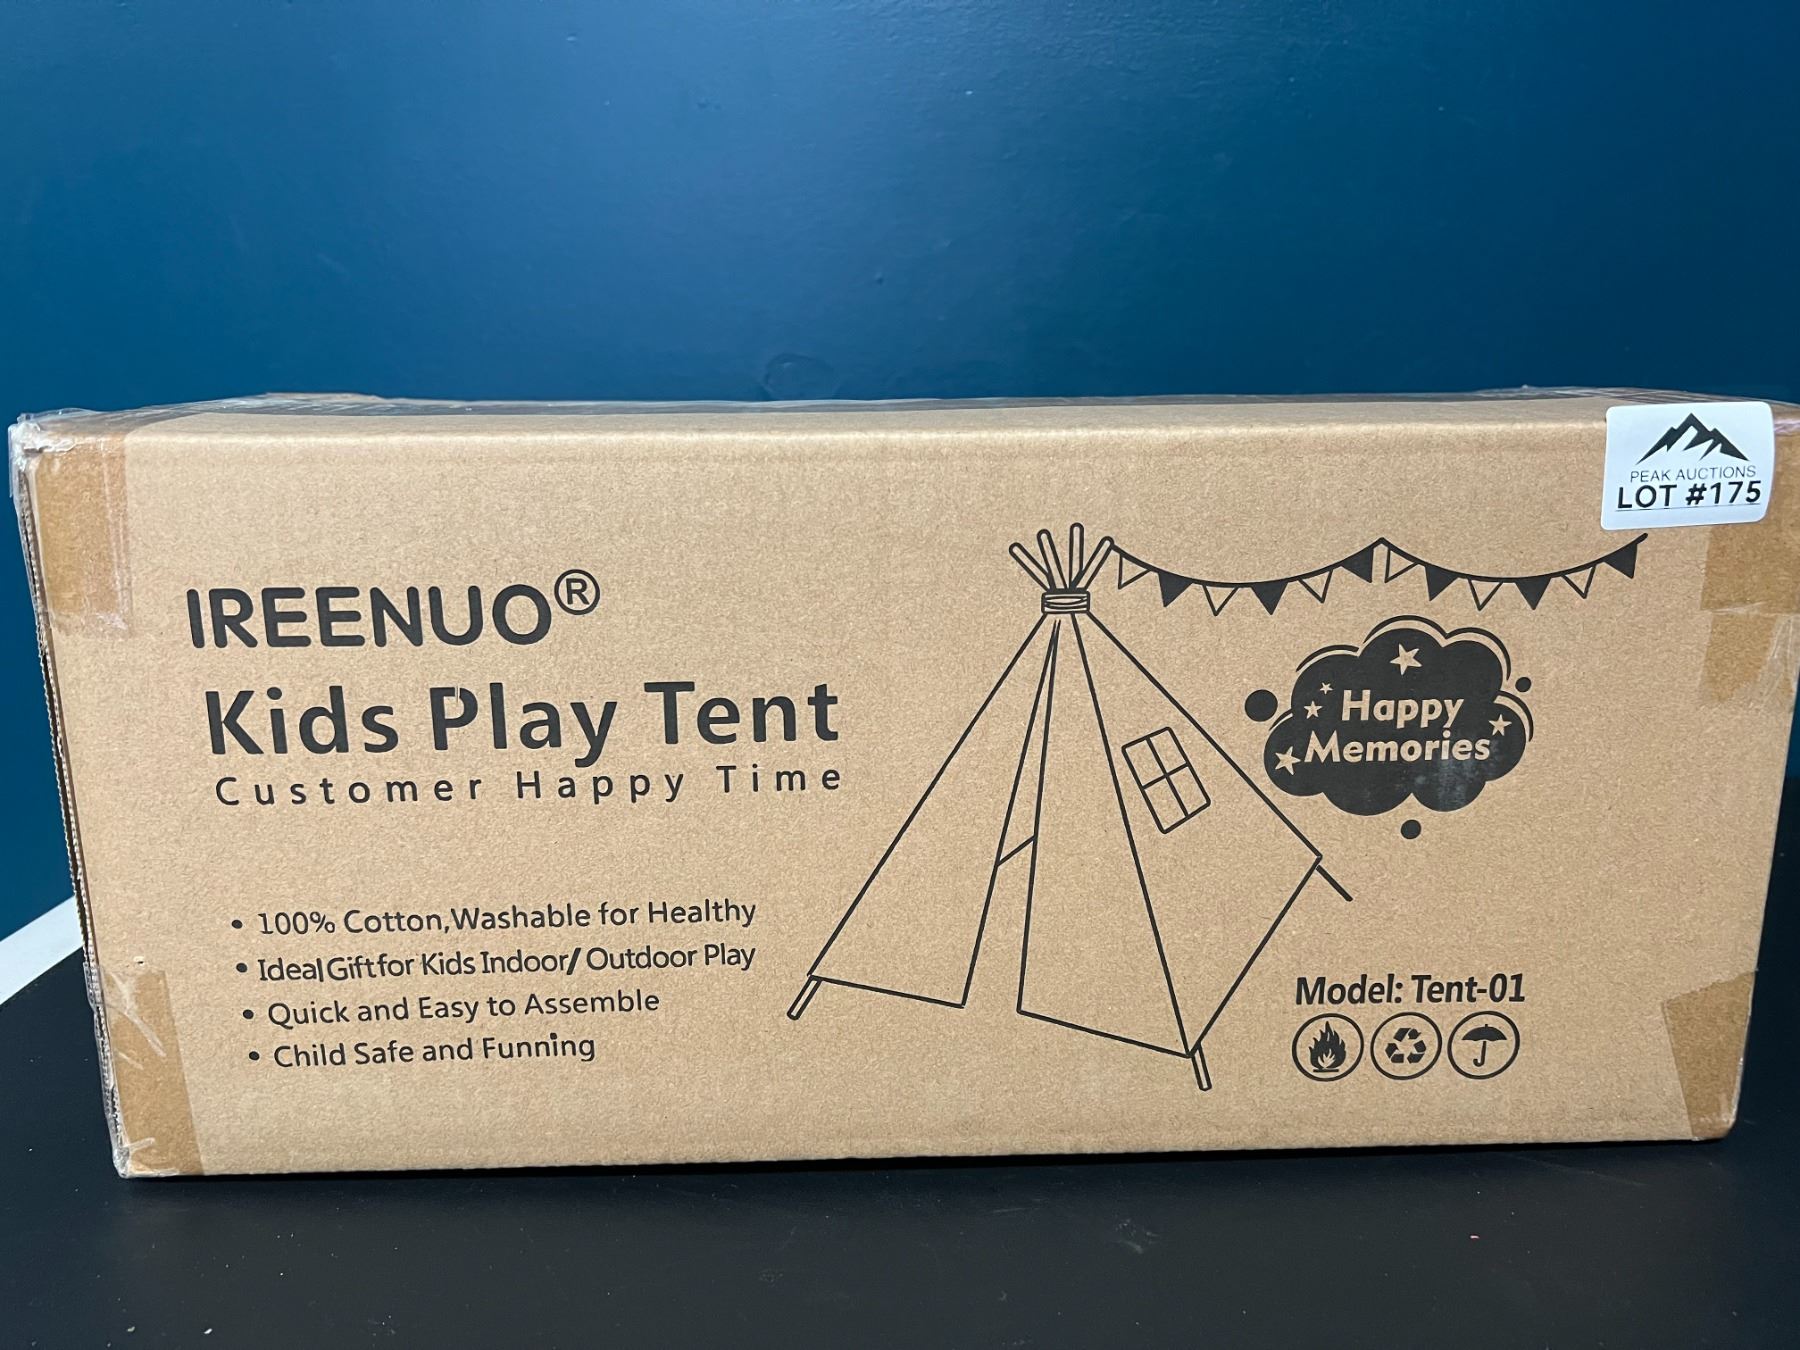 PEAK AUCTIONS
LOT #175
IREENUO®
Kids Play Tent
Customer Happy Time
Happy
Memories
• 100% Cotton,Washable for Healthy
• Ideal Gift for Kids Indoor/ Outdoor Play
• Quick and Easy to Assemble
• Child Safe and Funning
Model: Tent-01